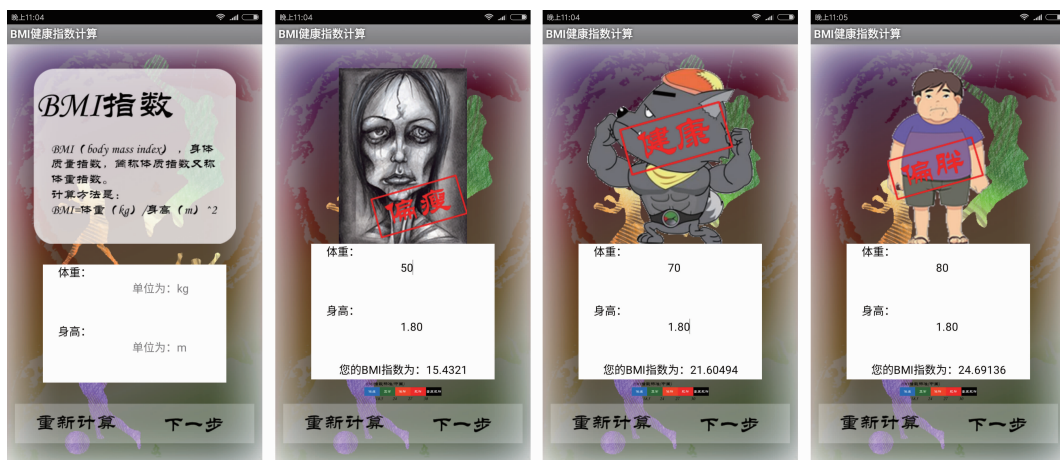 晚上11:04
BMI健康指数计算
BMI指数
BMI（body mass index），身体
质量指数，简称体质指数又称
体重指数。
计算方法是：
BMI=体重（kg）/身高（m）^2
体重：
单位为：kg
身高：
单位为：m
重新计算
下一步
晚上11:04
BMI健康指数计算
偏瘦
体重：
50
身高：
1.80
您的BMI指数为：15.4321
重新计算
下一步
晚上11:04
BMI健康指数计算
健康
体重：
70
身高：
1.80
您的BMI指数为：21.60494
重新计算
下一步
晚上11:05
BMI健康指数计算
偏胖
体重：
80
身高：
1.80
您的BMI指数为：24.69136
重新计算
下一步